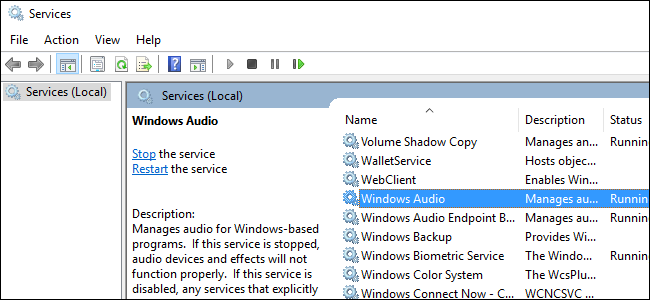 Services
File Action View Help
Services (Local)
Services (Local)
Windows Audio
Stop the service
Restart the service
Description:
Manages audio for Windows-based
programs. If this service is stopped,
audio devices and effects will
not function properly. If this service is
disabled, any services that explicitly
Name Description Status
Volume Shadow Copy Manages an... Runnin
WalletService Hosts objec...
WebClient Enables Win...
Windows Audio Manages au... Runnin
Windows Audio Endpoint B... Manages au... Runnin
Windows Backup Provides Wi...
Windows Biometric Service The Windo... Runnin
Windows Color System The WcsPlu...
Windows Connect Now - C... WCNCSVC ...